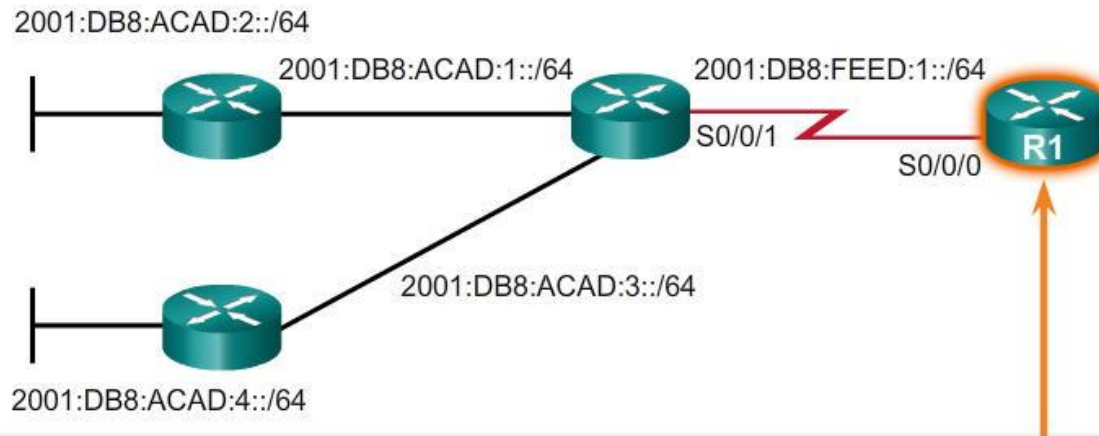 2001:DB8:ACAD:2::/64
2001:DB8:ACAD:1::/64
2001:DB8:FEED:1::/64
S0/0/1
S0/0/0
R1
2001:DB8:ACAD:3::/64
2001:DB8:ACAD:4::/64